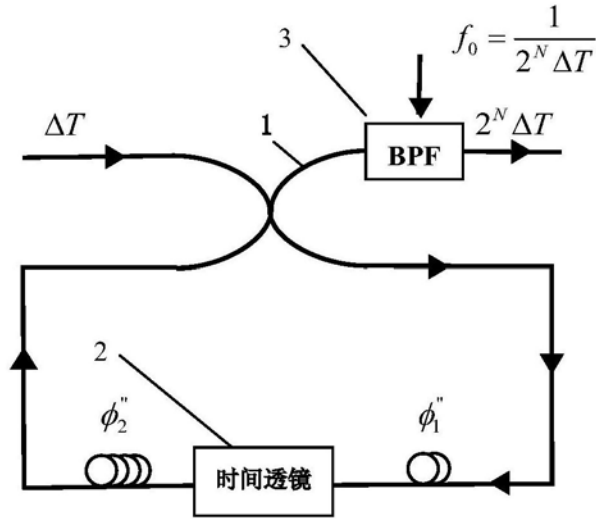 3
f₀ = 1 / (2^N ΔT)
ΔT
1
BPF
2^N ΔT
2
ϕ₂''
时间透镜
ϕ₁''